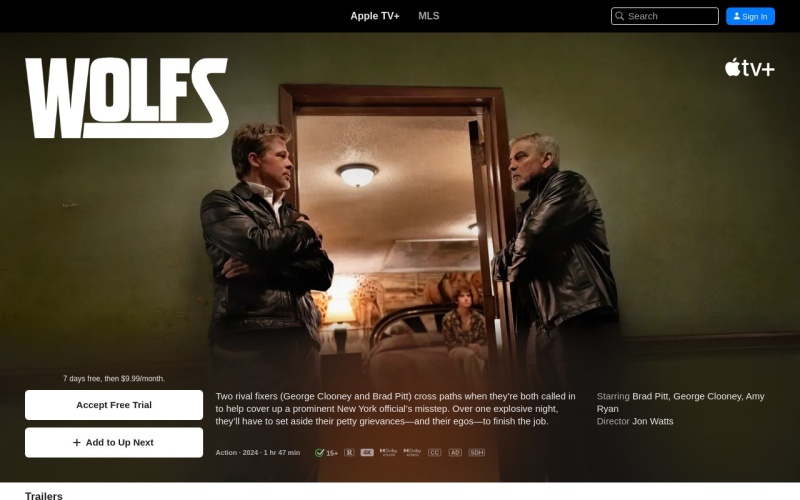 Apple TV+ MLS Search Sign In
WOLFS
tv+
7 days free, then $9.99/month.
Accept Free Trial
Add to Up Next
Two rival fixers (George Clooney and Brad Pitt) cross paths when they're both called in
to help cover up a prominent New York official's misstep. Over one explosive night,
they'll have to set aside their petty grievances—and their egos—to finish the job.
Action · 2024 · 1 hr 47 min 15+ R 4K Dolby VISION Dolby ATMOS CC AD SDH
Starring Brad Pitt, George Clooney, Amy
Ryan
Director Jon Watts
Trailers